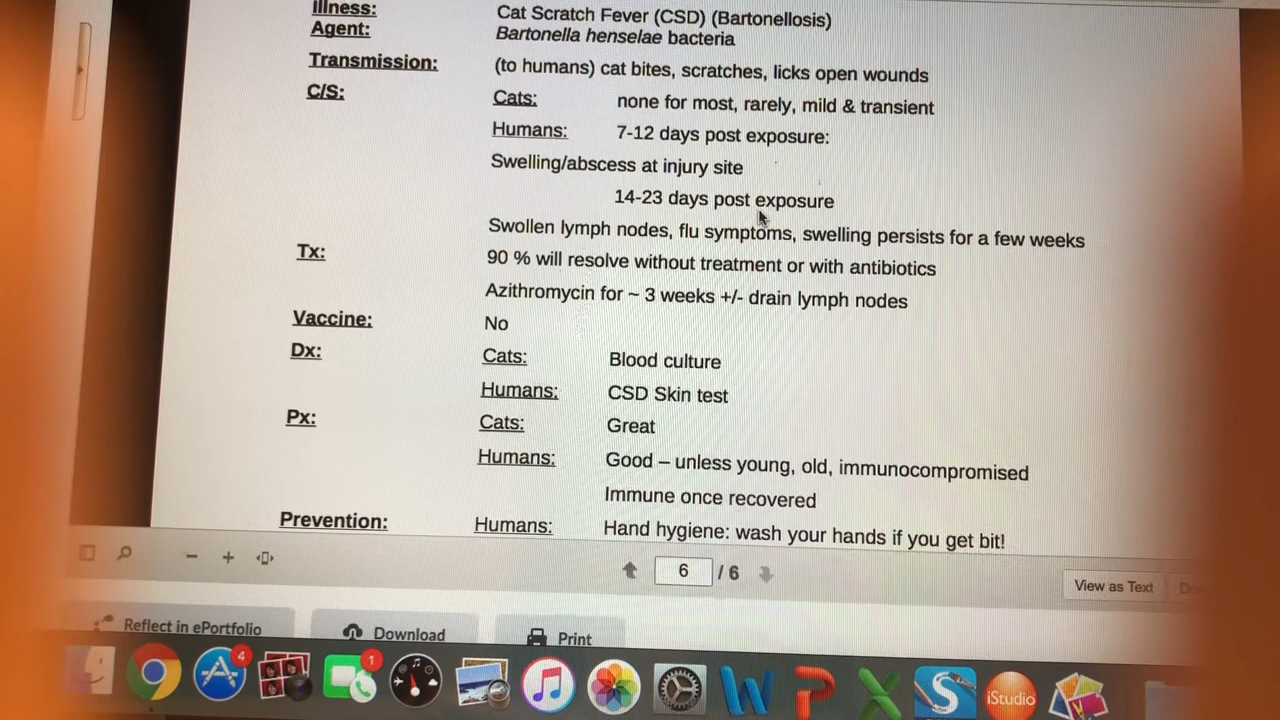 Illness: Cat Scratch Fever (CSD) (Bartonellosis)
Agent: Bartonella henselae bacteria
Transmission: (to humans) cat bites, scratches, licks open wounds
C/S: Cats: none for most, rarely, mild & transient
Humans: 7-12 days post exposure:
Swelling/abscess at injury site
14-23 days post exposure
Swollen lymph nodes, flu symptoms, swelling persists for a few weeks
Tx: 90 % will resolve without treatment or with antibiotics
Azithromycin for ~ 3 weeks +/- drain lymph nodes
Vaccine: No
Dx: Cats: Blood culture
Humans: CSD Skin test
Px: Cats: Great
Humans: Good – unless young, old, immunocompromised
Immune once recovered
Prevention: Humans: Hand hygiene: wash your hands if you get bit!
6 / 6
View as Text
Reflect in ePortfolio Download Print
4 1
iStudio